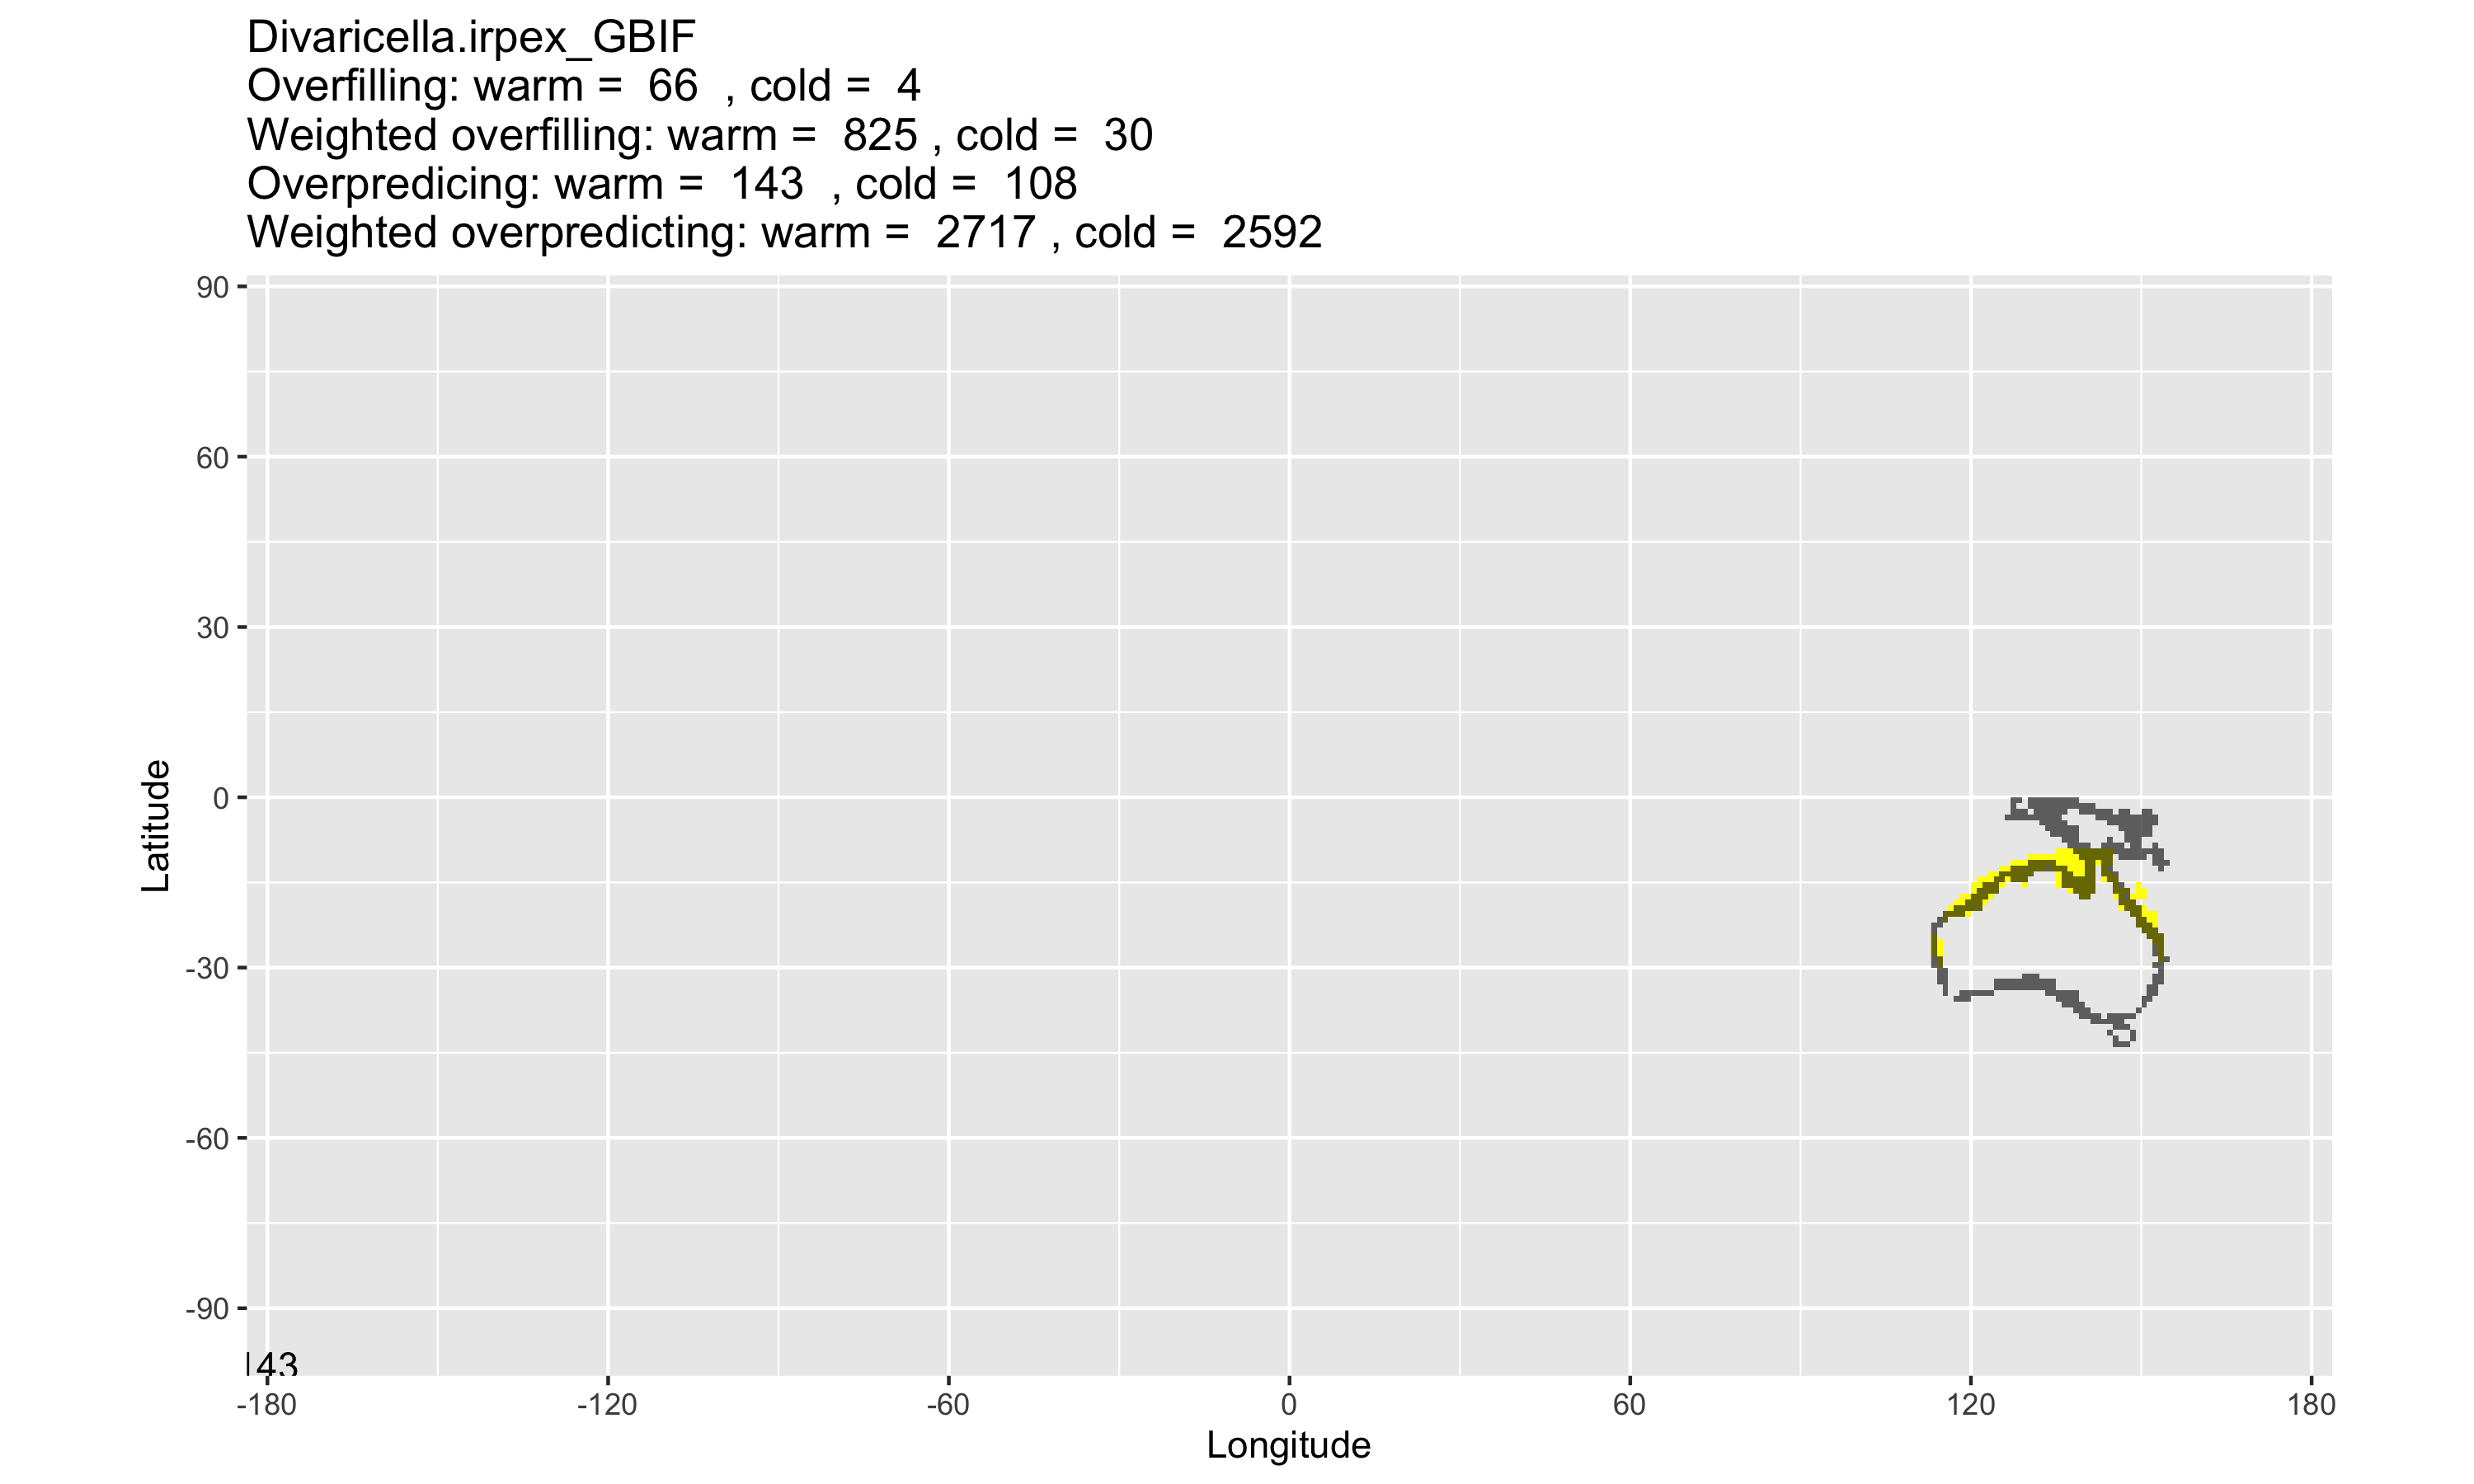 Divaricella.irpex_GBIF
Overfilling: warm = 66 , cold = 4
Weighted overfilling: warm = 825 , cold = 30
Overpredicing: warm = 143 , cold = 108
Weighted overpredicting: warm = 2717 , cold = 2592
90
60
30
0
-30
-60
-90
Latitude
43
-180
-120
-60
0
60
120
180
Longitude